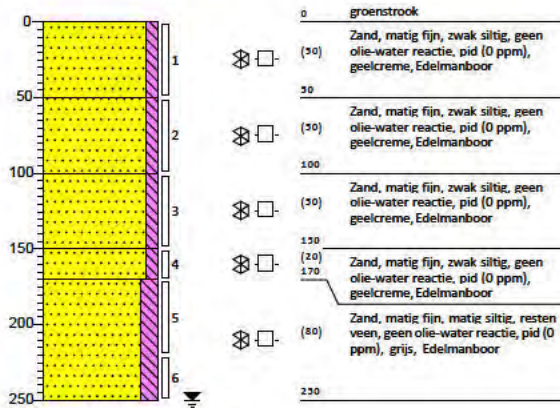 0
50
100
150
200
250
1
2
3
4
5
6
0 groenstrook
(50) Zand, matig fijn, zwak siltig, geen
olie-water reactie, pid (0 ppm),
geelcreme, Edelmanboor
50
(50) Zand, matig fijn, zwak siltig, geen
olie-water reactie, pid (0 ppm),
geelcreme, Edelmanboor
100
(50) Zand, matig fijn, zwak siltig, geen
olie-water reactie, pid (0 ppm),
geelcreme, Edelmanboor
150
(20) Zand, matig fijn, zwak siltig, geen
170 olie-water reactie, pid (0 ppm),
geelcreme, Edelmanboor
Zand, matig fijn, matig siltig, resten
(80) veen, geen olie-water reactie, pid (0
ppm), grijs, Edelmanboor
250